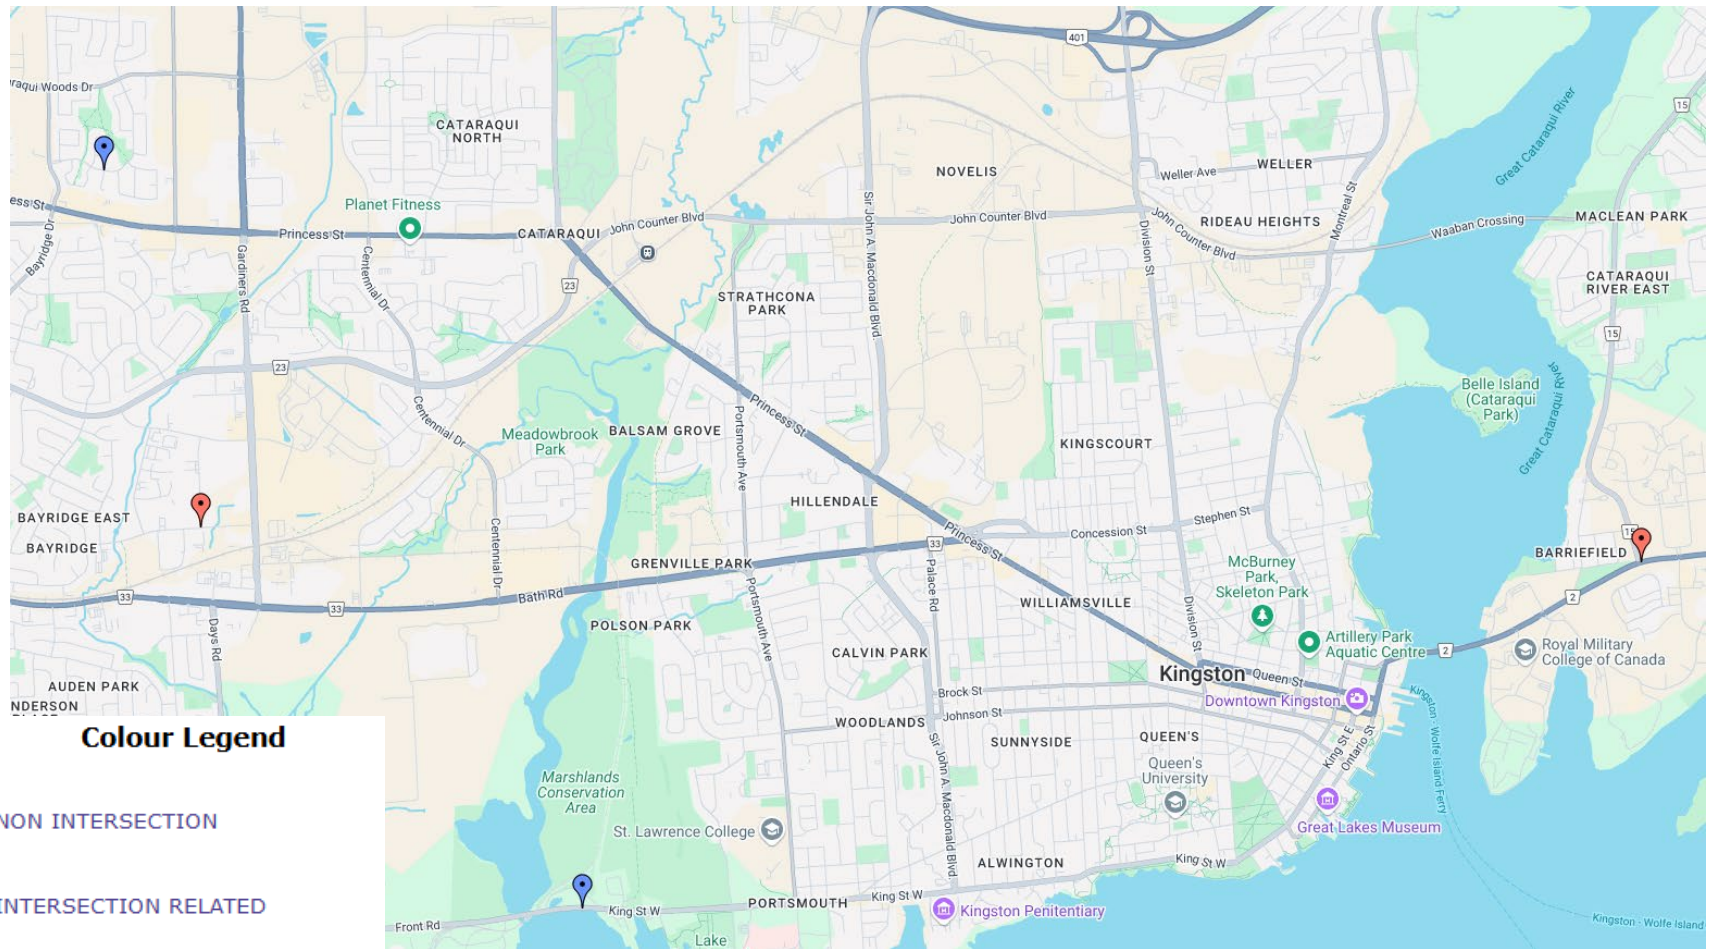 401
15
raqui Woods Dr
CATARAQUI
NORTH
Great Cataraqui River
NOVELIS
WELLER
Weller Ave
Planet Fitness
ess St
Princess St
CATARAQUI
John Counter Blvd
John Counter Blvd
Sir John A. Macdonald Blvd.
Division St
John Counter Blvd
RIDEAU HEIGHTS
Montreal St
Waaban Crossing
MACLEAN PARK
Bayridge Dr
Gardiners Rd
Centennial Dr
23
STRATHCONA
PARK
CATARAQUI
RIVER EAST
15
23
Centennial Dr
Meadowbrook
Park
BALSAM GROVE
Portsmouth Ave
Princess St
KINGSCOURT
Belle Island
(Cataraqui
Park)
Great Cataraqui River
HILLENDALE
BAYRIDGE EAST
BAYRIDGE
Centennial Dr
Princess St
Concession St
Stephen St
15
BARRIEFIELD
33
GRENVILLE PARK
33
33
Bath Rd
Portsmouth Ave
Palace Rd
WILLIAMSVILLE
Division St
McBurney
Park,
Skeleton Park
2
Days Rd
POLSON PARK
CALVIN PARK
Artillery Park
Aquatic Centre
2
Royal Military
College of Canada
Kingston
Queen St
AUDEN PARK
NDERSON
Brock St
Johnson St
Downtown Kingston
WOODLANDS
SUNNYSIDE
QUEEN'S
King St E
Ontario St
Kingston - Wolfe Island Ferry
Colour Legend
Marshlands
Conservation
Area
Sir John A. Macdonald Blvd.
Queen's
University
NON INTERSECTION
St. Lawrence College
Great Lakes Museum
ALWINGTON
King St W
INTERSECTION RELATED
Front Rd
King St W
PORTSMOUTH
King St W
Kingston Penitentiary
Lake
Kingston - Wolfe Island